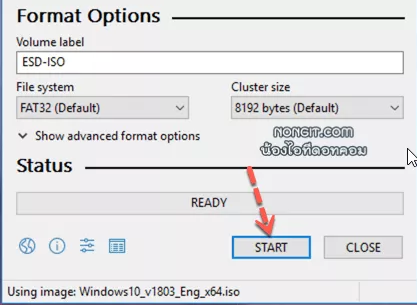 Format Options
Volume label
ESD-ISO
File system
Cluster size
FAT32 (Default)
8192 bytes (Default)
Show advanced format options
NONGIT.COM
น้องไอทีดอทคอม
Status
READY
START
CLOSE
Using image: Windows10_v1803_Eng_x64.iso